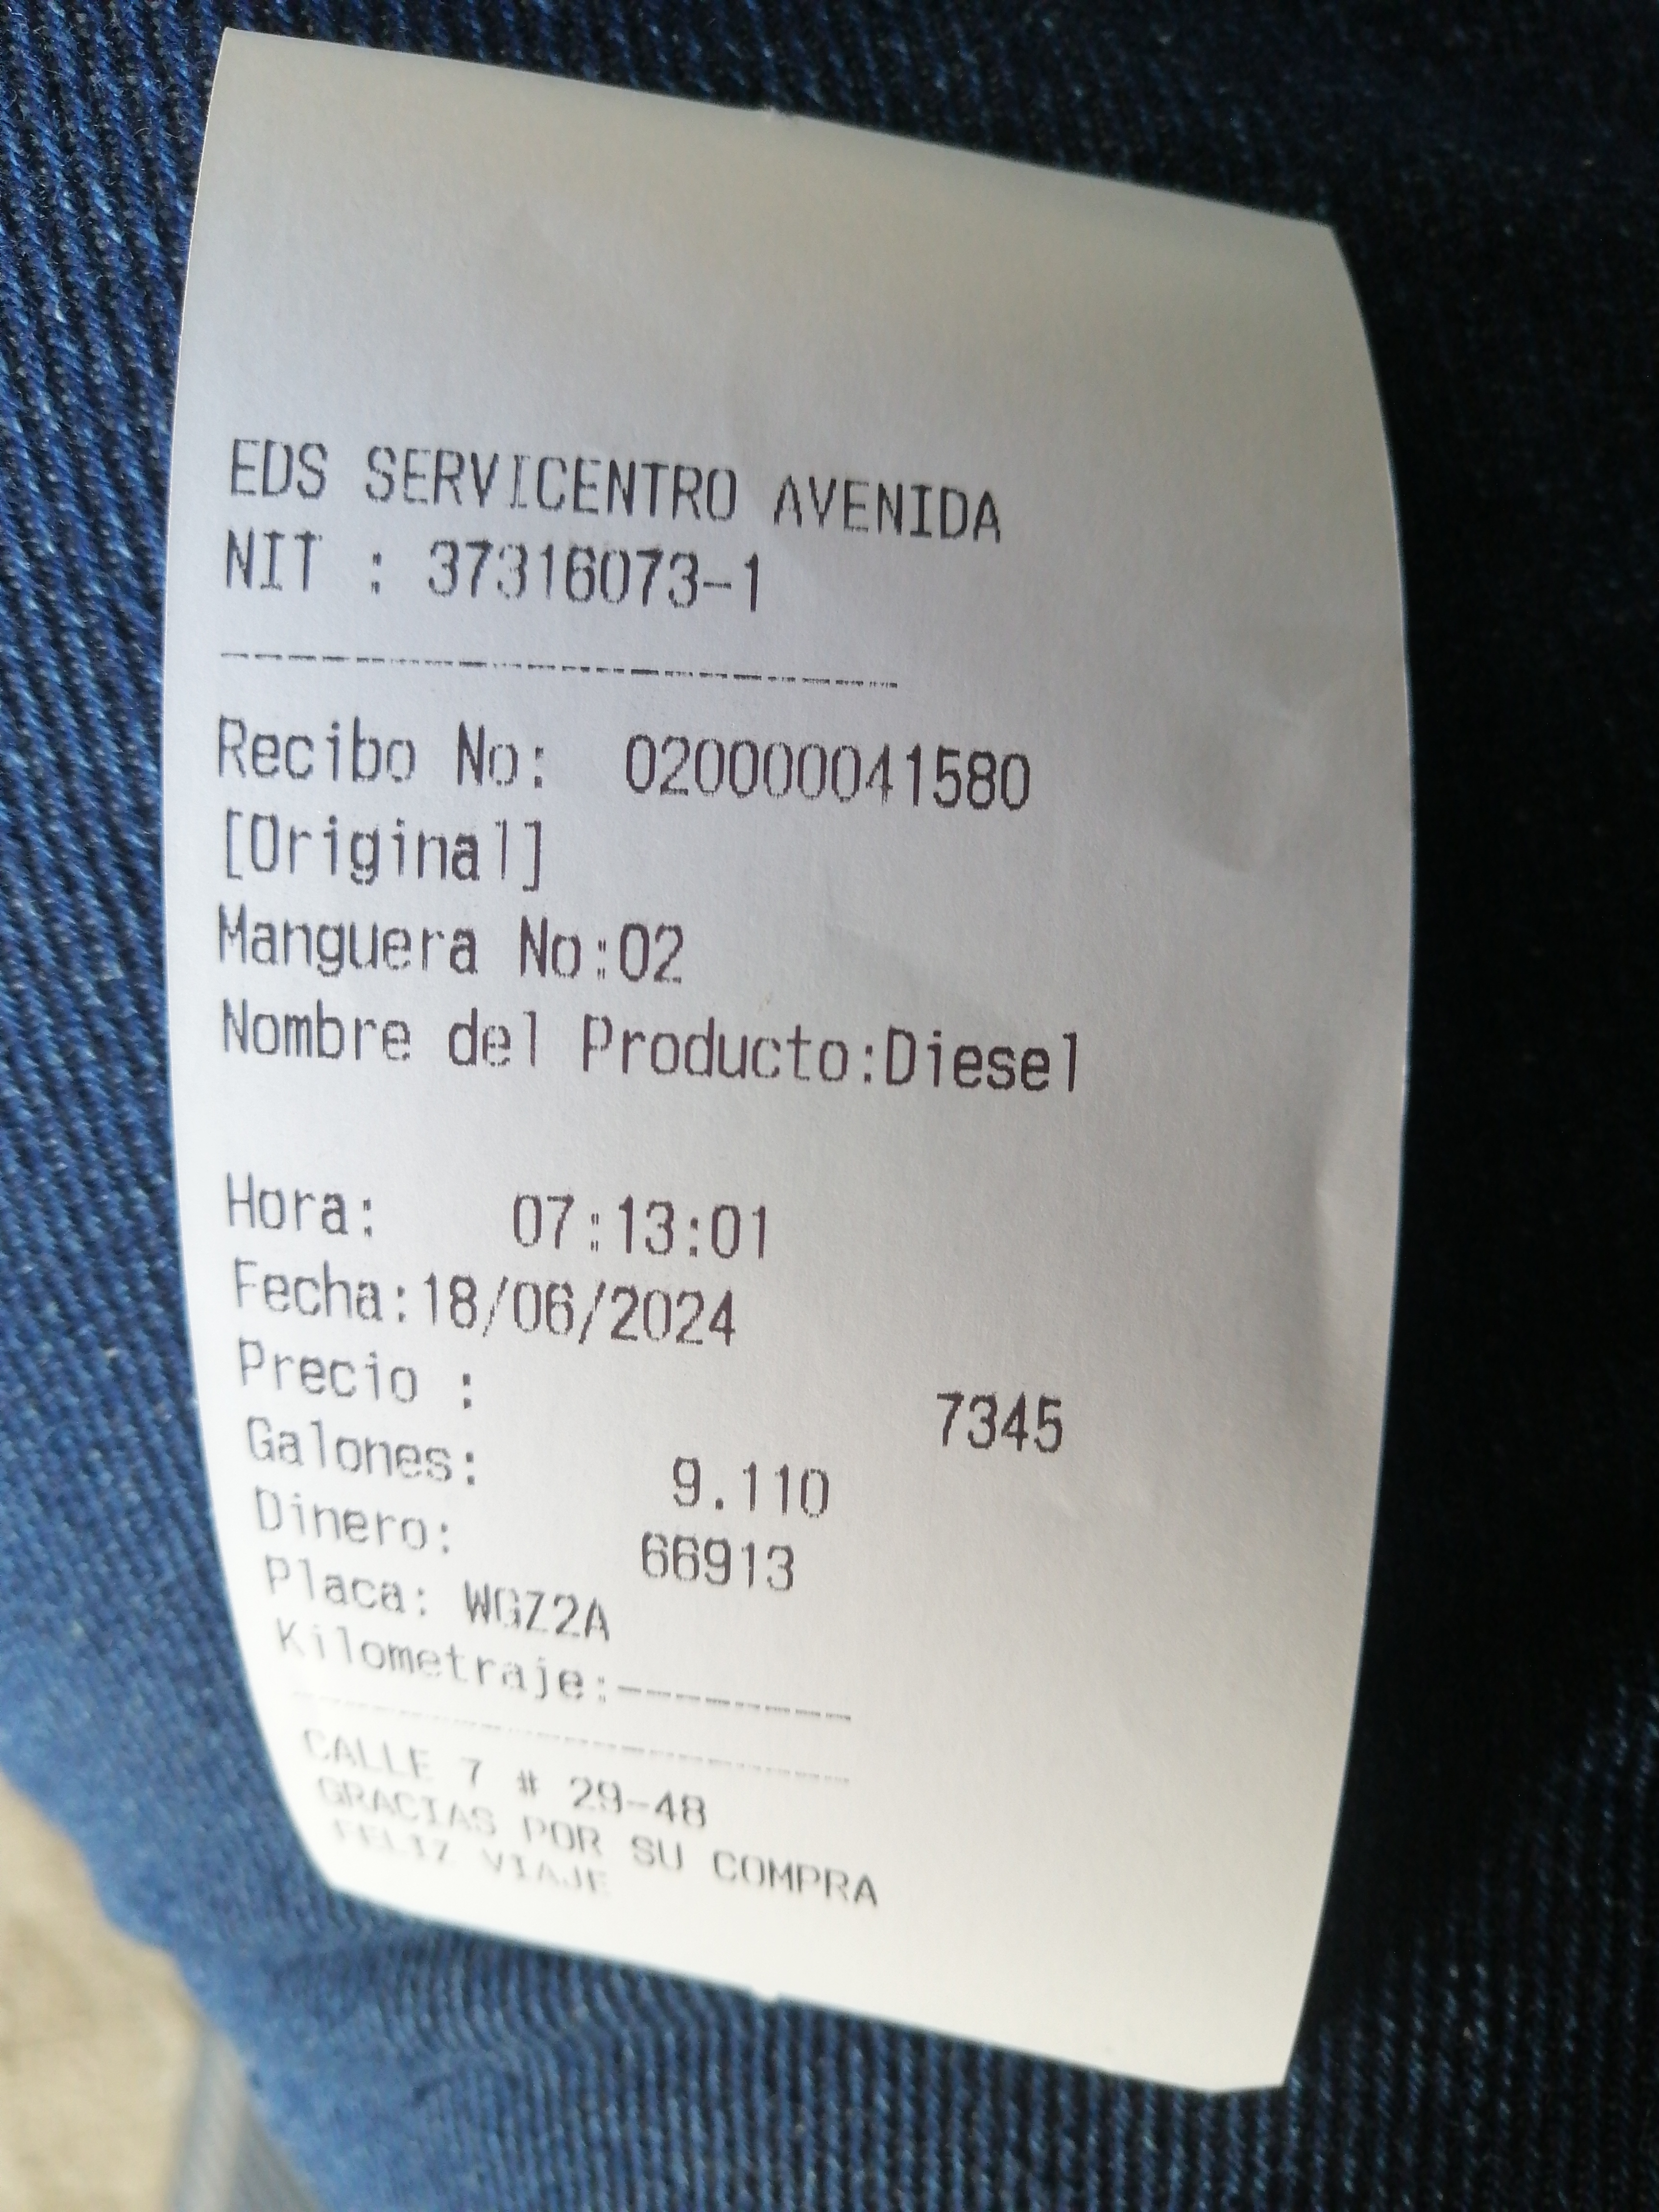 EDS SERVICENTRO AVENIDA
NIT : 37316073-1
------------------------
Recibo No: 020000041580
[Original]
Manguera No:02
Nombre del Producto:Diesel
Hora: 07:13:01
Fecha:18/06/2024
Precio : 7345
Galones: 9.110
Dinero: 66913
Placa: WGZ2A
Kilometraje:--------
------------------------
CALLE 7 # 29-48
GRACIAS POR SU COMPRA
FELIZ VIAJE